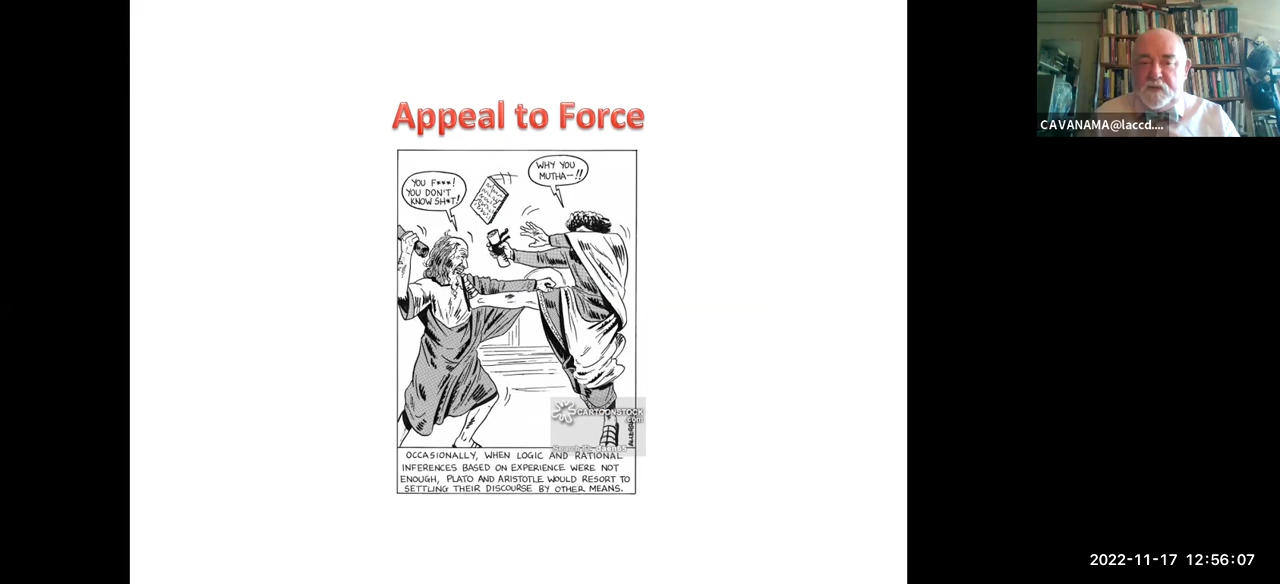 Appeal to Force
YOU F***!
YOU DON'T
KNOW SH*T!
WHY YOU
MUTHA—!!
CARTOONSTOCK
.com
OCCASIONALLY, WHEN LOGIC AND RATIONAL
INFERENCES BASED ON EXPERIENCE WERE NOT
ENOUGH, PLATO AND ARISTOTLE WOULD RESORT TO
SETTLING THEIR DISCOURSE BY OTHER MEANS.
CAVANAMA@laccd....
2022-11-17 12:56:07